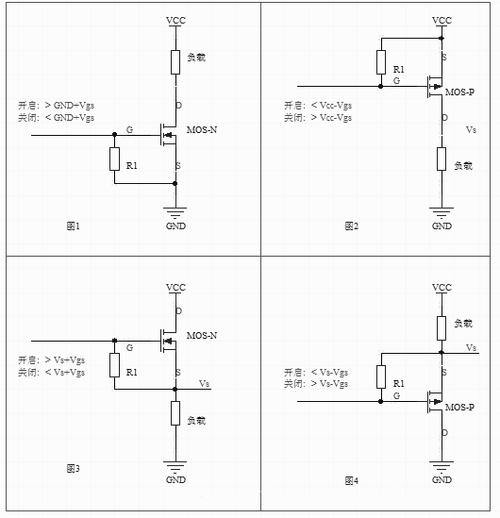 VCC
负载
D
开启：> GND+Vgs
关闭：< GND+Vgs
G
MOS-N
R1
S
图1
GND
VCC
S
R1
G
MOS-P
开启：< Vcc-Vgs
关闭：> Vcc-Vgs
D
Vs
负载
图2
GND
VCC
D
MOS-N
G
开启：> Vs+Vgs
关闭：< Vs+Vgs
R1
S
Vs
负载
图3
GND
VCC
负载
Vs
开启：< Vs-Vgs
关闭：> Vs-Vgs
R1
S
G
MOS-P
D
图4
GND